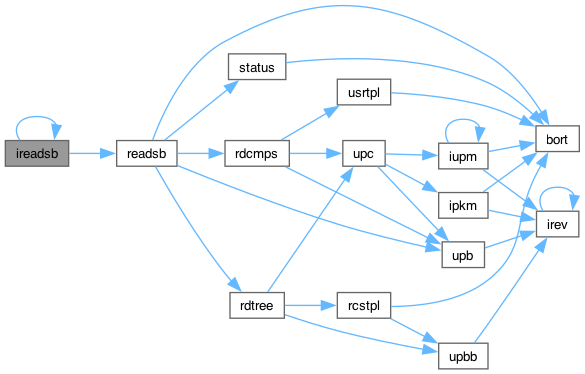 ireadsb
readsb
status
rdcmps
rdtree
usrtpl
upc
rcstpl
iupm
ipkm
upb
upbb
bort
irev